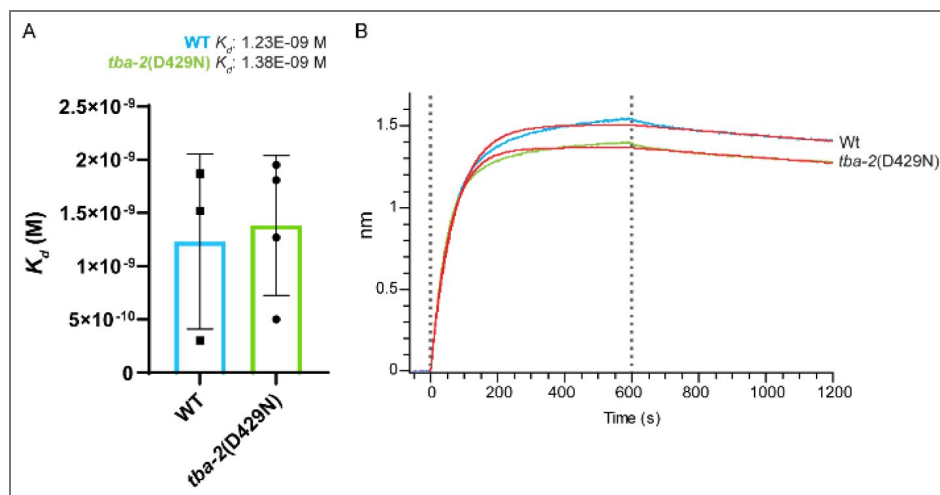 A
WT Kd: 1.23E-09 M
tba-2(D429N) Kd: 1.38E-09 M
2.5×10⁻⁹
2×10⁻⁹
1.5×10⁻⁹
1×10⁻⁹
5×10⁻¹⁰
0
Kd (M)
WT
tba-2(D429N)
B
1.5
1
0.5
0
nm
Wt
tba-2(D429N)
0 200 400 600 800 1000 1200
Time (s)